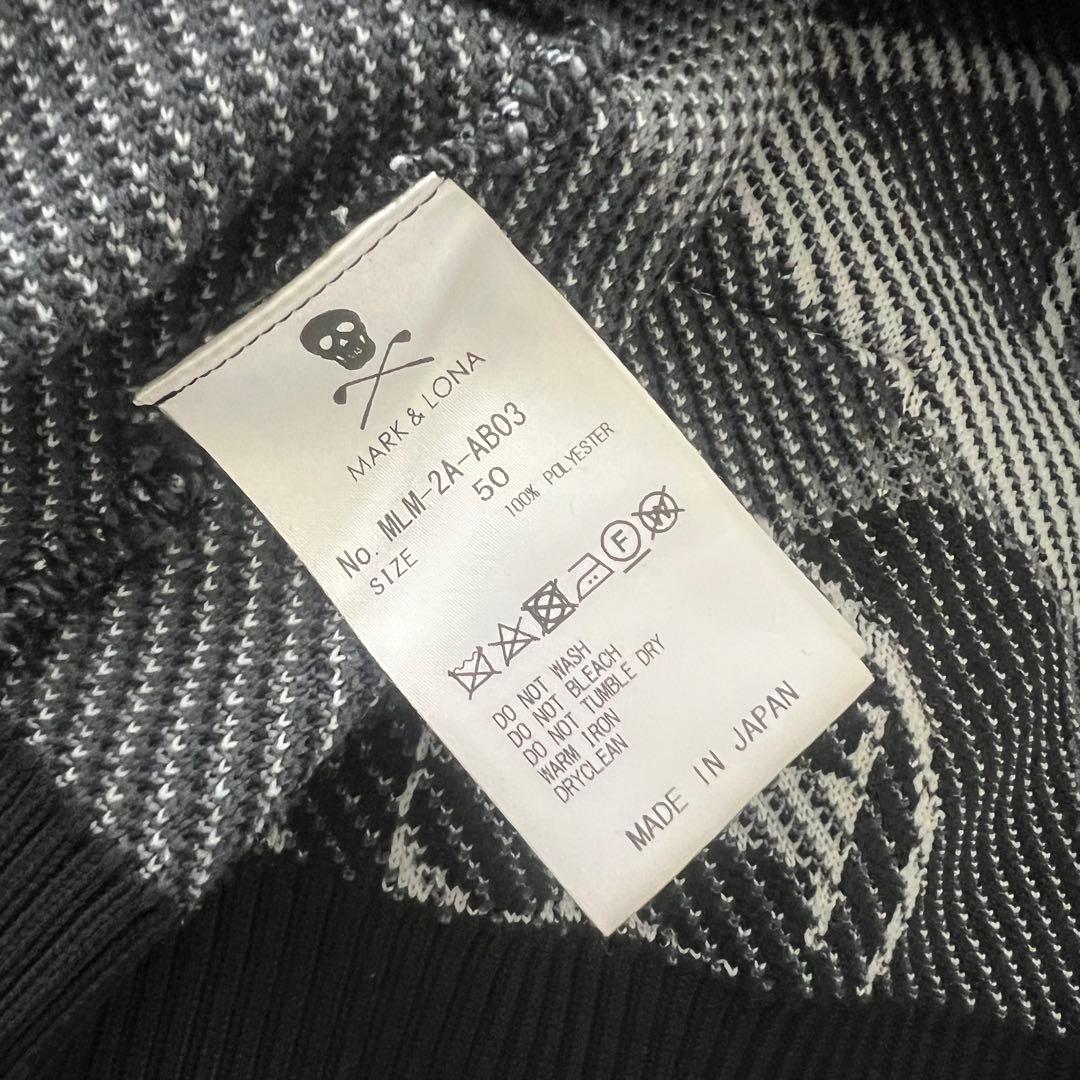 MARK & LONA
No. MLM-2A-AB03
SIZE 50
100% POLYESTER
F W
DO NOT WASH
DO NOT BLEACH
DO NOT TUMBLE DRY
WARM IRON
DRYCLEAN
MADE IN JAPAN